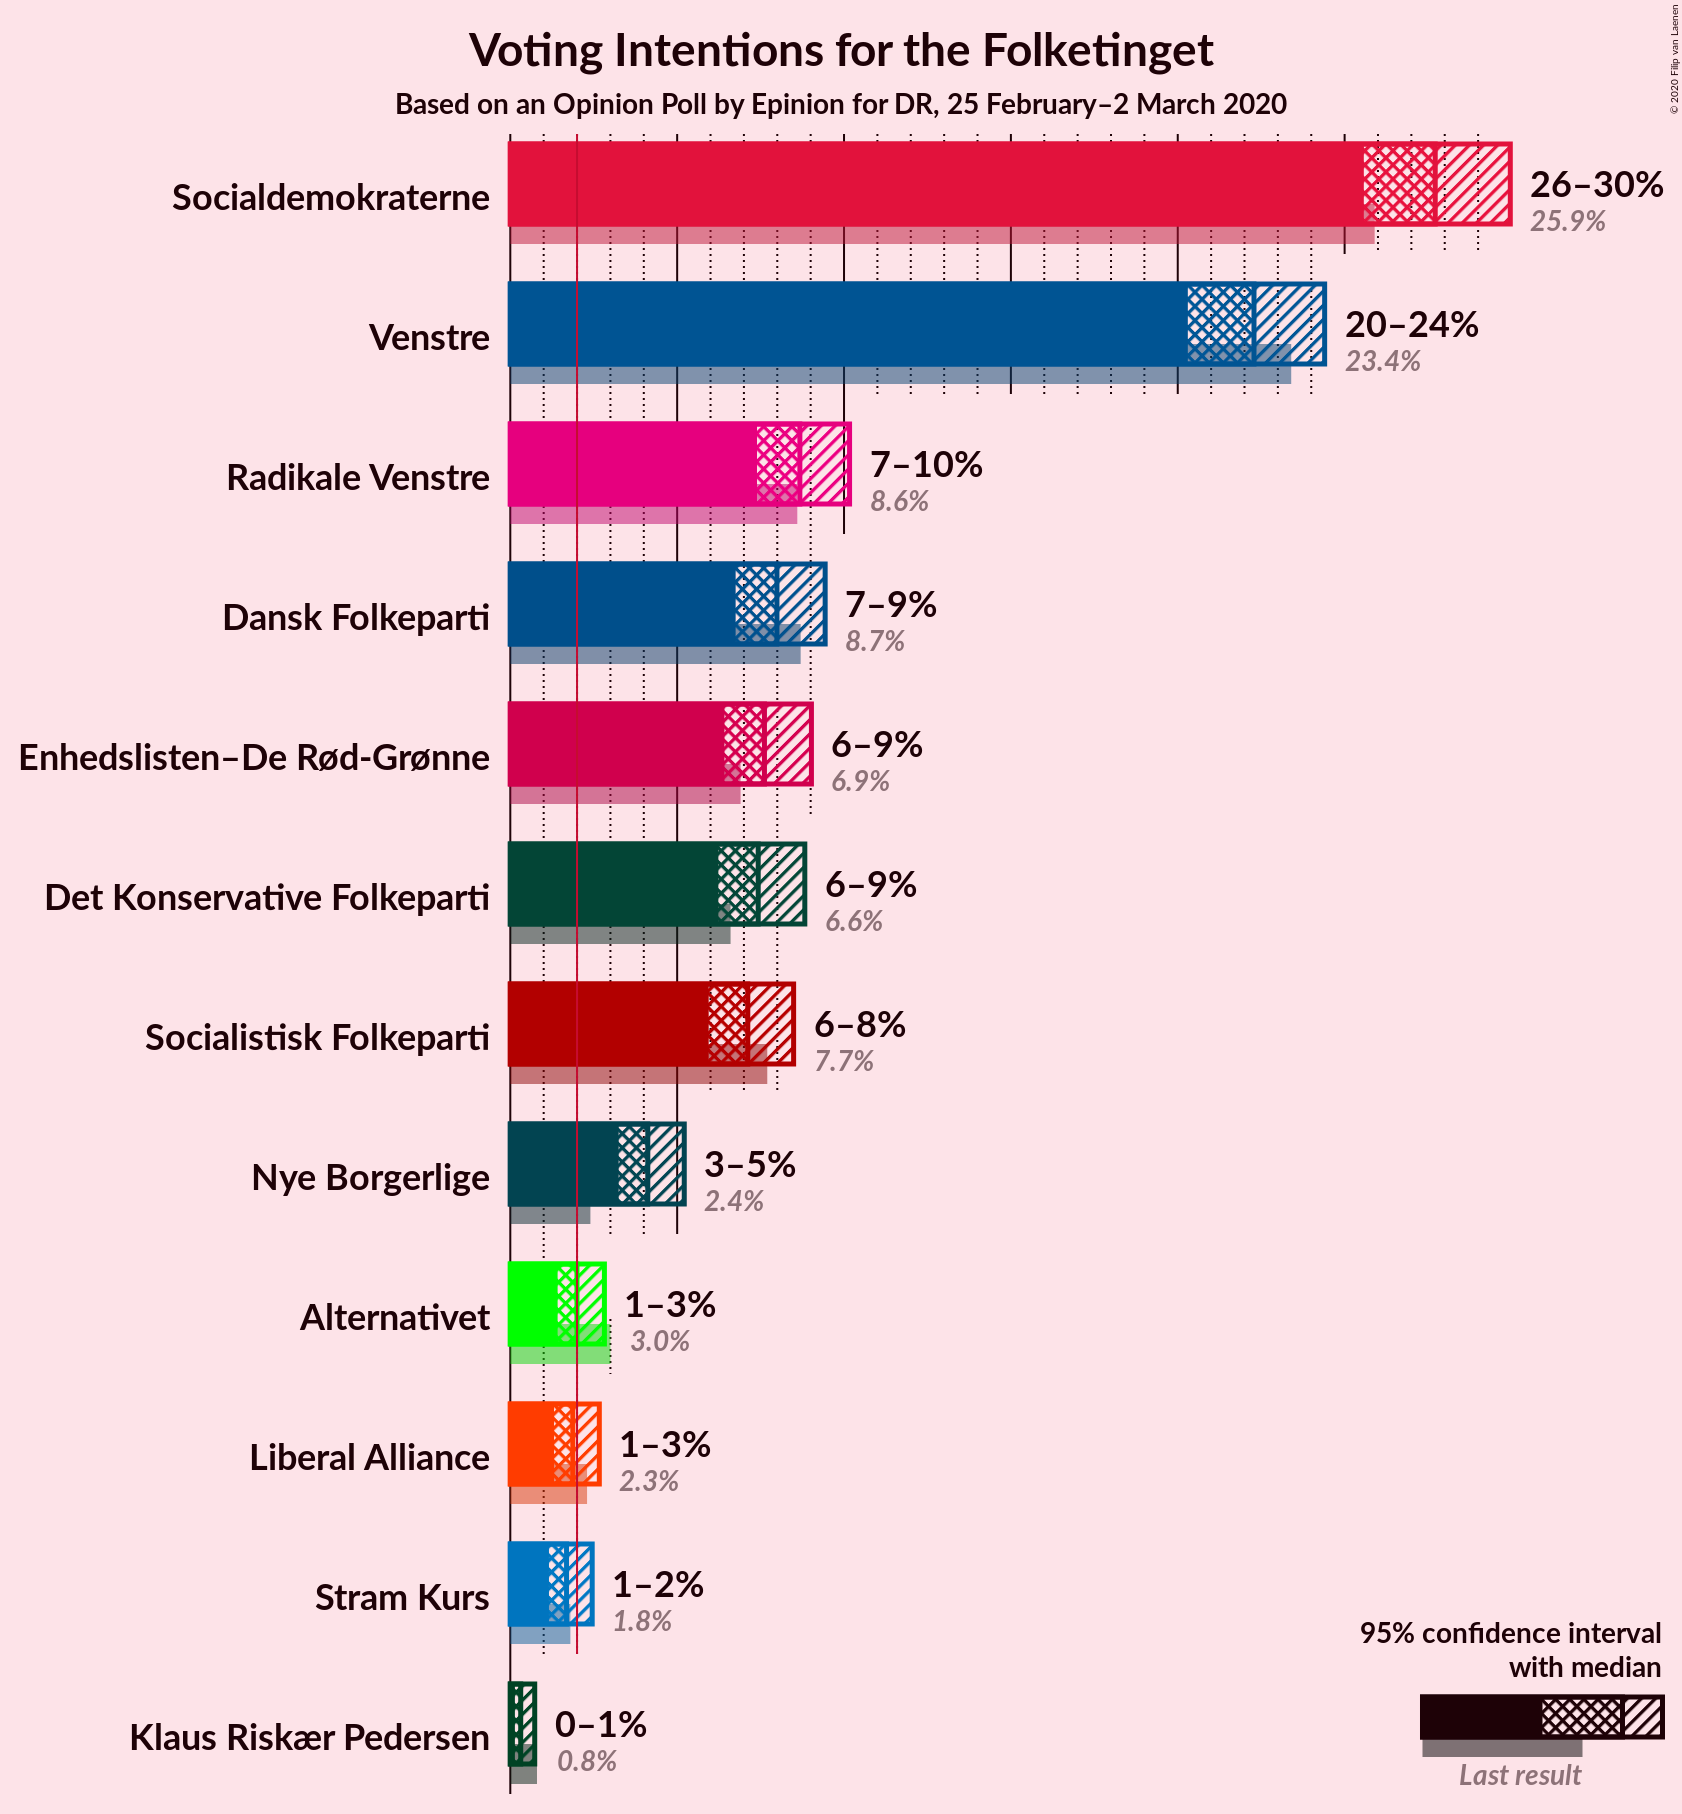 Voting Intentions for the Folketinget
Based on an Opinion Poll by Epinion for DR, 25 February–2 March 2020
© 2020 Filip van Laenen
Socialdemokraterne
26–30%
25.9%
Venstre
20–24%
23.4%
Radikale Venstre
7–10%
8.6%
Dansk Folkeparti
7–9%
8.7%
Enhedslisten–De Rød-Grønne
6–9%
6.9%
Det Konservative Folkeparti
6–9%
6.6%
Socialistisk Folkeparti
6–8%
7.7%
Nye Borgerlige
3–5%
2.4%
Alternativet
1–3%
3.0%
Liberal Alliance
1–3%
2.3%
Stram Kurs
1–2%
1.8%
Klaus Riskær Pedersen
0–1%
0.8%
95% confidence interval
with median
Last result